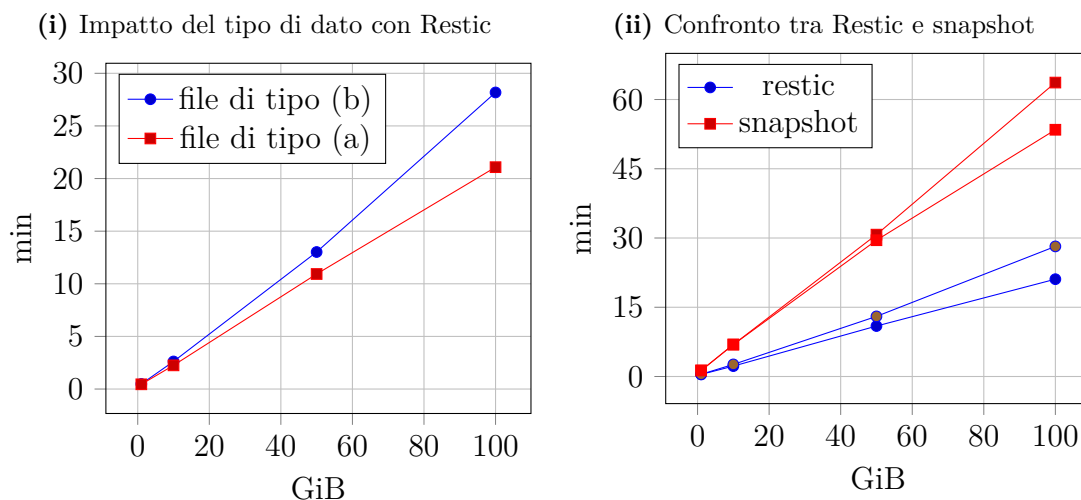 (i) Impatto del tipo di dato con Restic
30
25
20
15
10
5
0
min
file di tipo (b)
file di tipo (a)
0 20 40 60 80 100
GiB
(ii) Confronto tra Restic e snapshot
60
45
30
15
0
min
restic
snapshot
0 20 40 60 80 100
GiB